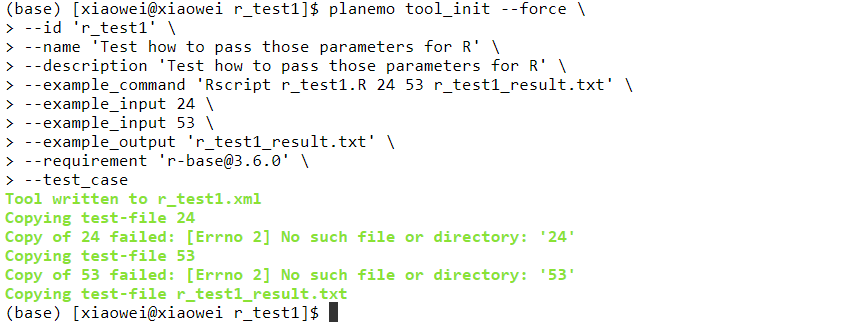 (base) [xiaowei@xiaowei r_test1]$ planemo tool_init --force \
> --id 'r_test1' \
> --name 'Test how to pass those parameters for R' \
> --description 'Test how to pass those parameters for R' \
> --example_command 'Rscript r_test1.R 24 53 r_test1_result.txt' \
> --example_input 24 \
> --example_input 53 \
> --example_output 'r_test1_result.txt' \
> --requirement 'r-base@3.6.0' \
> --test_case
Tool written to r_test1.xml
Copying test-file 24
Copy of 24 failed: [Errno 2] No such file or directory: '24'
Copying test-file 53
Copy of 53 failed: [Errno 2] No such file or directory: '53'
Copying test-file r_test1_result.txt
(base) [xiaowei@xiaowei r_test1]$